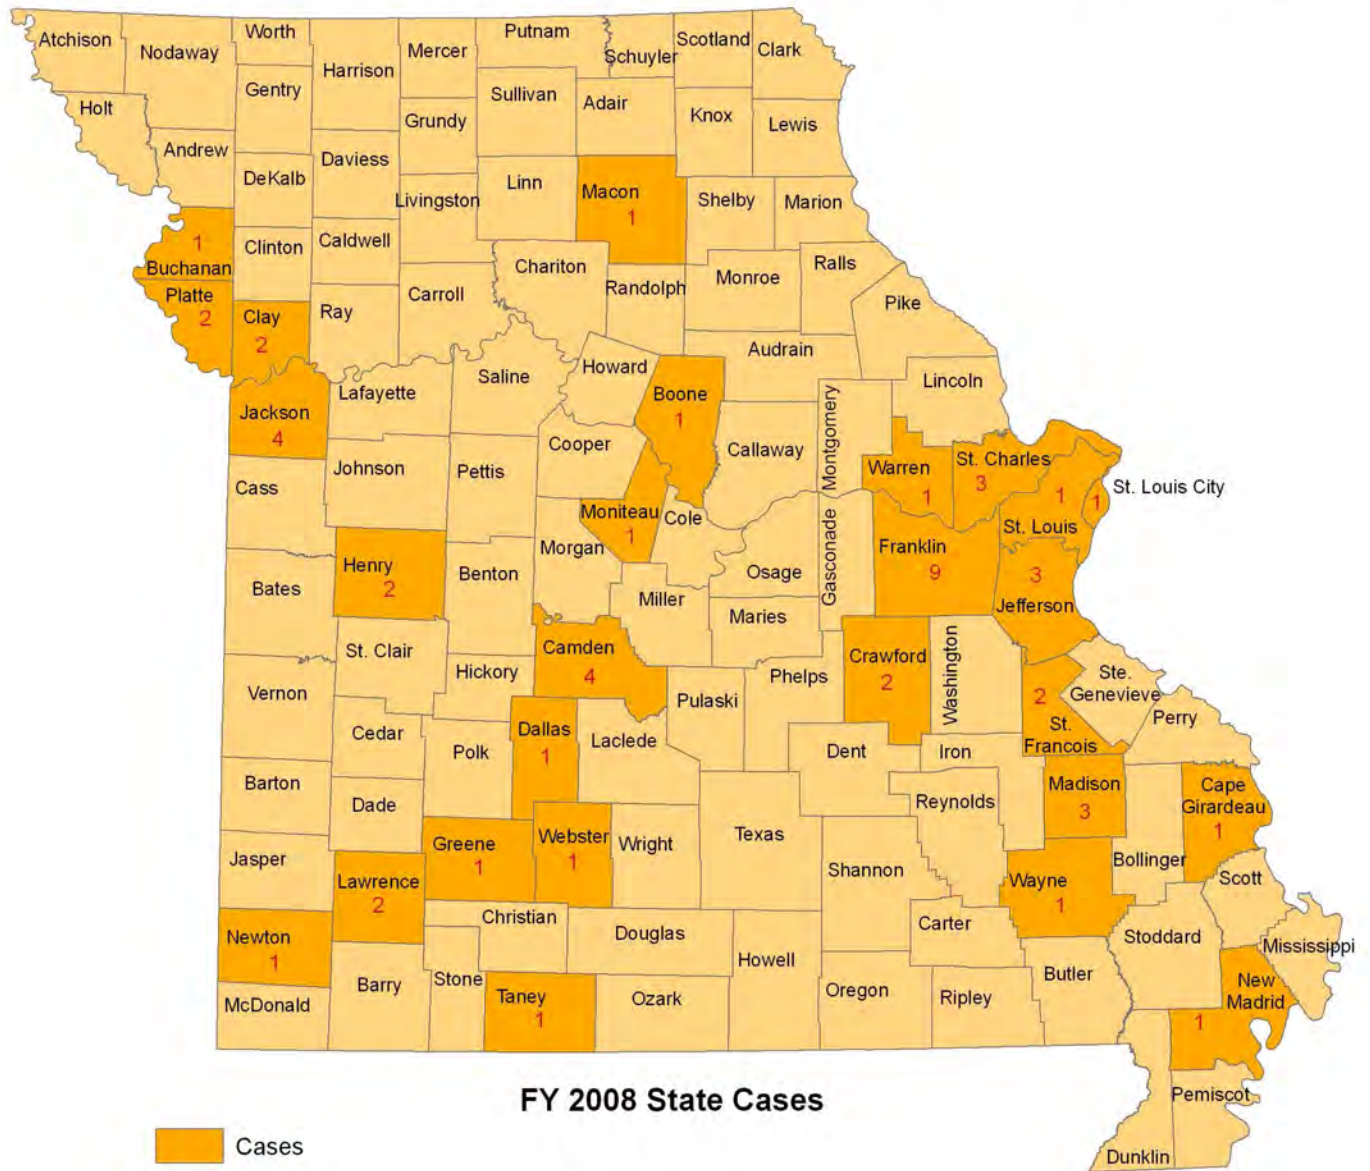 Atchison
Nodaway
Worth
Harrison
Mercer
Putnam
Schuyler
Scotland
Clark
Holt
Gentry
Sullivan
Adair
Knox
Lewis
Grundy
Andrew
DeKalb
Daviess
Livingston
Linn
Macon
1
Shelby
Marion
1
Buchanan
Clinton
Caldwell
Chariton
Randolph
Monroe
Ralls
Platte
2
Clay
2
Ray
Carroll
Pike
Audrain
Howard
Boone
1
Lincoln
Saline
Lafayette
Jackson
4
Cooper
Callaway
Montgomery
Warren
1
St. Charles
3
1
St. Louis
1
St. Louis City
Johnson
Pettis
Cass
Moniteau
1
Cole
Morgan
Osage
Gasconade
Franklin
9
3
Jefferson
Henry
2
Benton
Bates
Miller
Maries
St. Clair
Hickory
Camden
4
Pulaski
Phelps
Crawford
2
Washington
2
St.
Francois
Ste.
Genevieve
Perry
Vernon
Cedar
Polk
Dallas
1
Laclede
Dent
Iron
Madison
3
Cape
Girardeau
1
Barton
Dade
Reynolds
Bollinger
Texas
Greene
1
Webster
1
Wright
Jasper
Lawrence
2
Shannon
Wayne
1
Scott
Christian
Douglas
Carter
Stoddard
Mississippi
Newton
1
Howell
Barry
Stone
Taney
1
Ozark
Oregon
Ripley
Butler
New
Madrid
1
McDonald
Pemiscot
Dunklin
FY 2008 State Cases
Cases